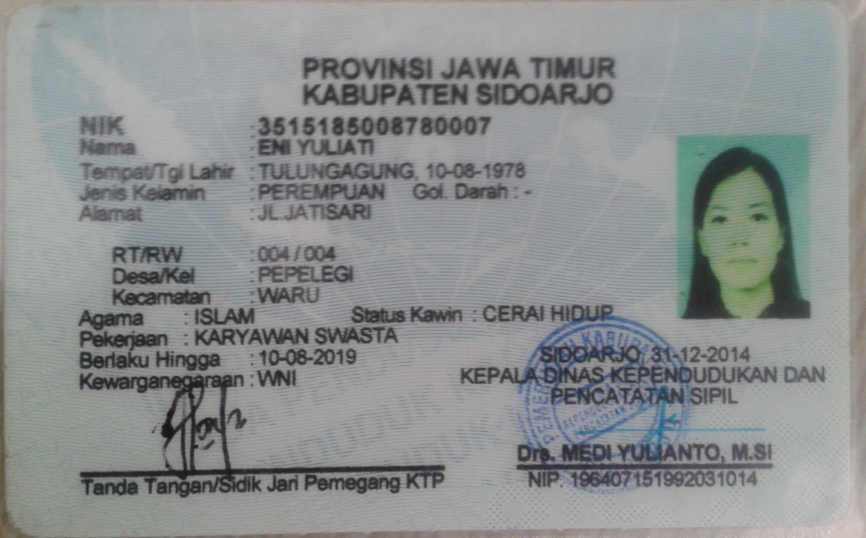 PROVINSI JAWA TIMUR
KABUPATEN SIDOARJO
NIK : 3515185008780007
Nama : ENI YULIATI
Tempat/Tgl Lahir : TULUNGAGUNG, 10-08-1978
Jenis Kelamin : PEREMPUAN Gol. Darah : -
Alamat : JL.JATISARI
RT/RW : 004 / 004
Desa/Kel : PEPELEGI
Kecamatan : WARU
Agama : ISLAM Status Kawin : CERAI HIDUP
Pekerjaan : KARYAWAN SWASTA
Berlaku Hingga : 10-08-2019
Kewarganegaraan : WNI
SIDOARJO, 31-12-2014
KEPALA DINAS KEPENDUDUKAN DAN
PENCATATAN SIPIL
Drs. MEDI YULIANTO, M.SI
NIP. 196407151992031014
Tanda Tangan/Sidik Jari Pemegang KTP